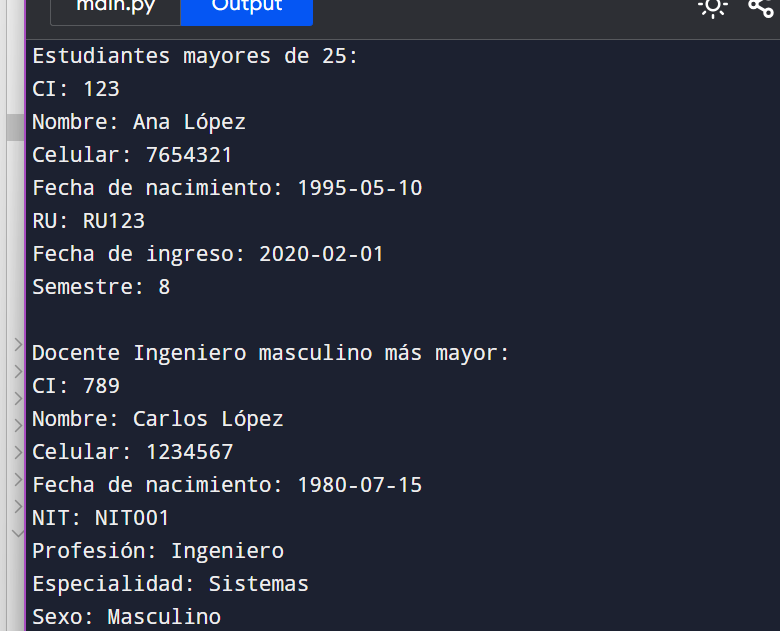 main.py Output
Estudiantes mayores de 25:
CI: 123
Nombre: Ana López
Celular: 7654321
Fecha de nacimiento: 1995-05-10
RU: RU123
Fecha de ingreso: 2020-02-01
Semestre: 8
Docente Ingeniero masculino más mayor:
CI: 789
Nombre: Carlos López
Celular: 1234567
Fecha de nacimiento: 1980-07-15
NIT: NIT001
Profesión: Ingeniero
Especialidad: Sistemas
Sexo: Masculino